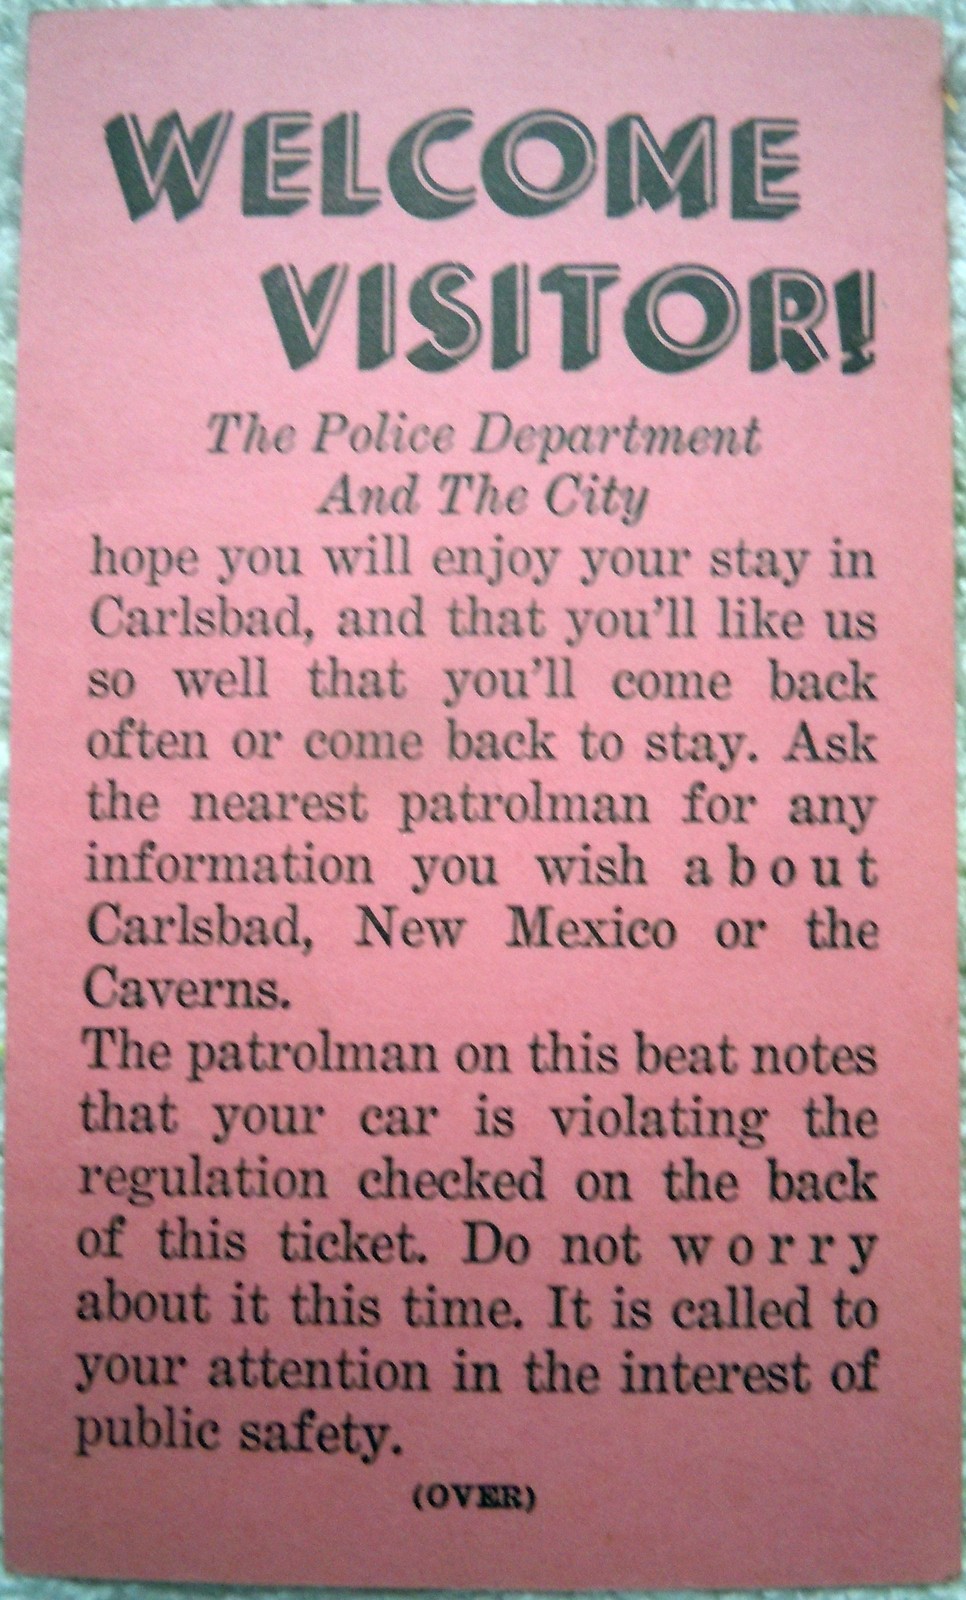 WELCOME
VISITOR!
The Police Department
And The City
hope you will enjoy your stay in
Carlsbad, and that you'll like us
so well that you'll come back
often or come back to stay. Ask
the nearest patrolman for any
information you wish about
Carlsbad, New Mexico or the
Caverns.
The patrolman on this beat notes
that your car is violating the
regulation checked on the back
of this ticket. Do not worry
about it this time. It is called to
your attention in the interest of
public safety.
(OVER)